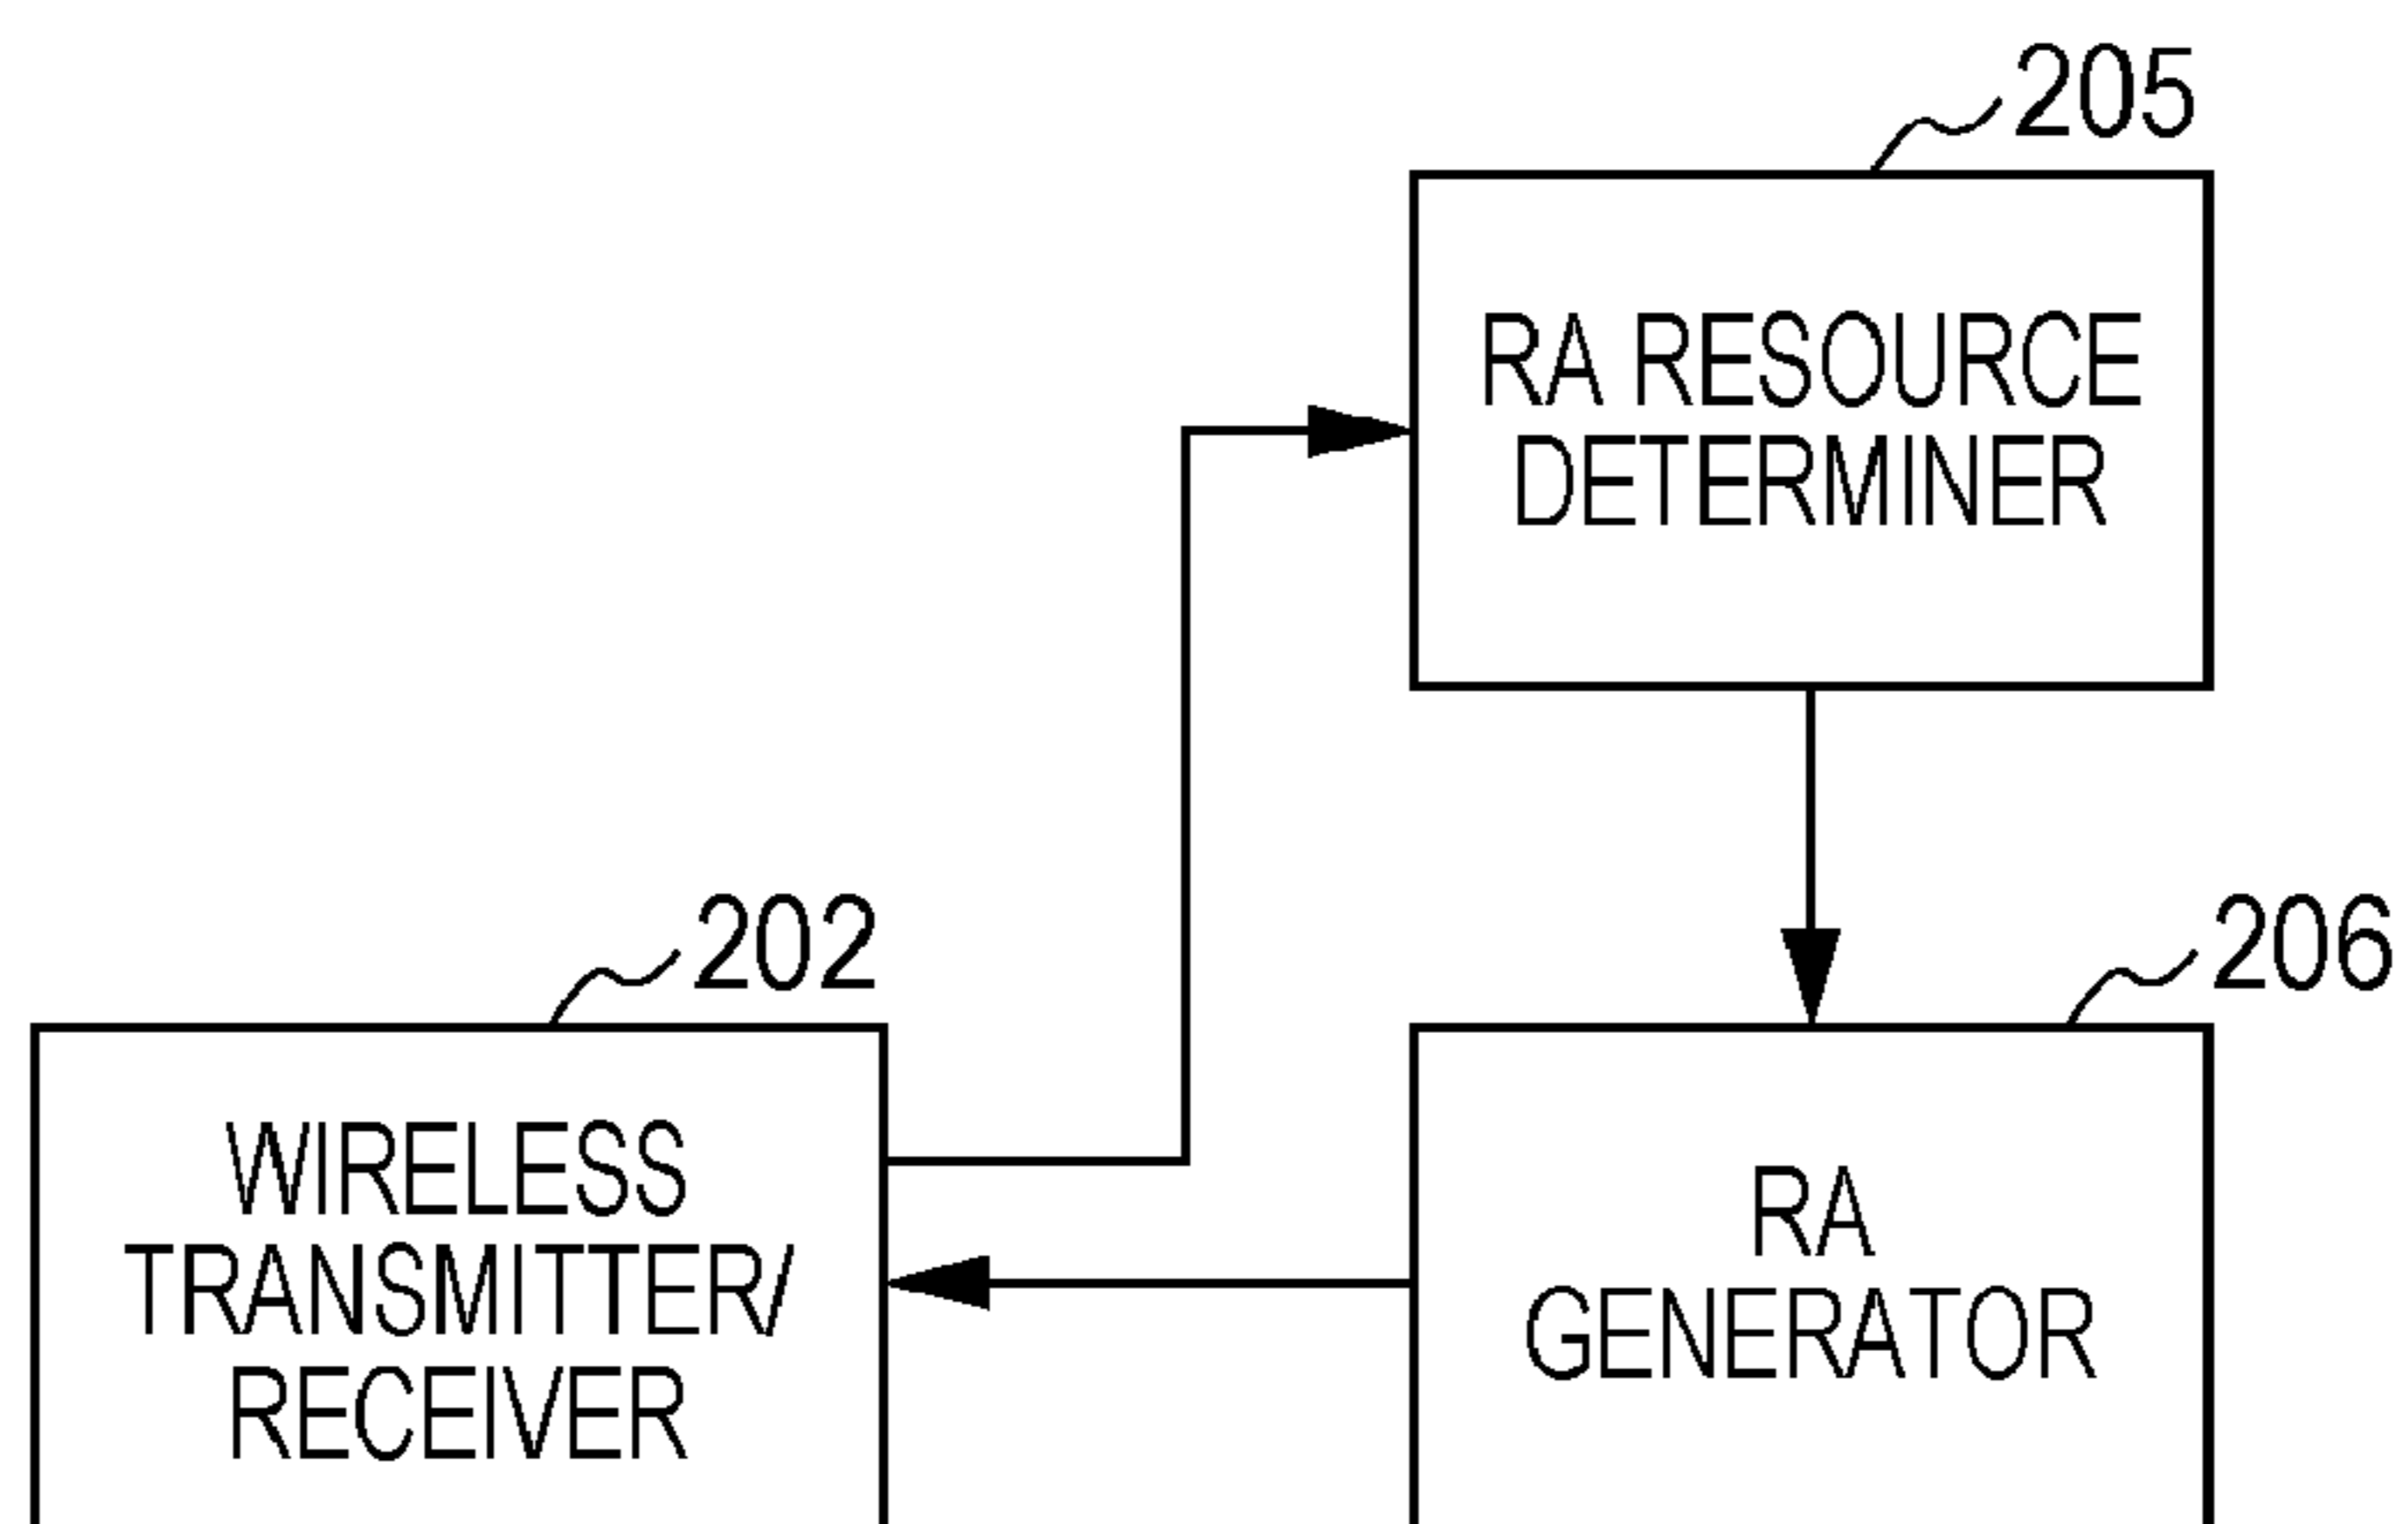 205
RA RESOURCE
DETERMINER
202
206
WIRELESS
TRANSMITTER/
RECEIVER
RA
GENERATOR